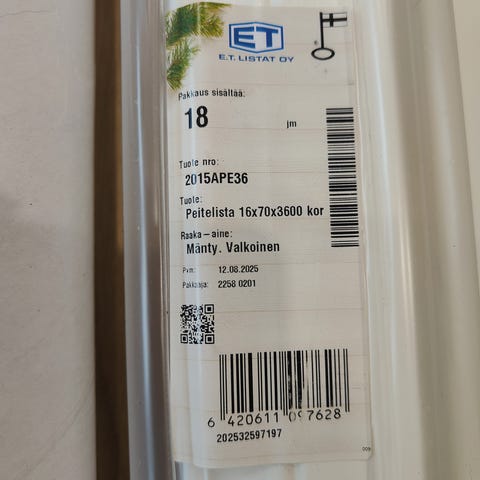 ET
E.T. LISTAT OY
Pakkaus sisältää:
18 jm
Tuote nro:
2015APE36
Tuote:
Peitelista 16x70x3600 kor
Raaka-aine:
Mänty. Valkoinen
Pvm: 12.08.2025
Pakkaaja: 2258 0201
6 420611 097628
202532597197
009